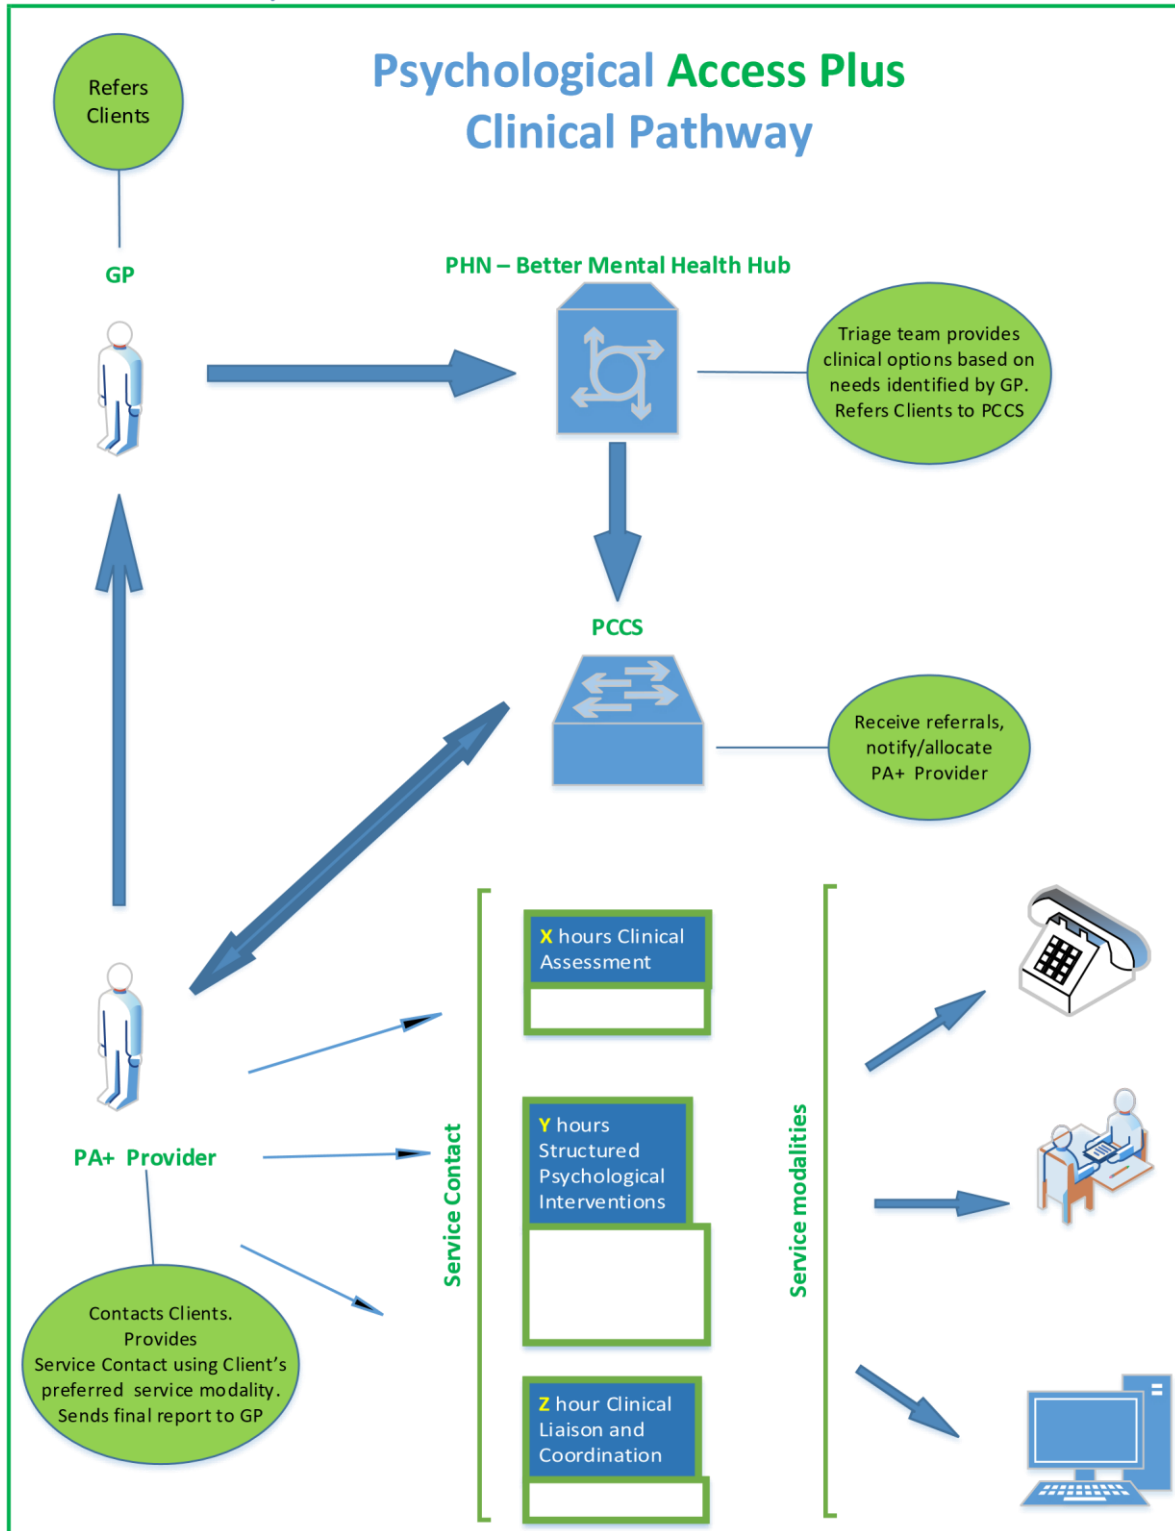 Psychological Access Plus
Clinical Pathway
Refers
Clients
GP
PHN – Better Mental Health Hub
Triage team provides
clinical options based on
needs identified by GP.
Refers Clients to PCCS
PCCS
Receive referrals,
notify/allocate
PA+ Provider
PA+ Provider
Contacts Clients.
Provides
Service Contact using Client's
preferred service modality.
Sends final report to GP
Service Contact
X hours Clinical
Assessment
Y hours
Structured
Psychological
Interventions
Z hour Clinical
Liaison and
Coordination
Service modalities